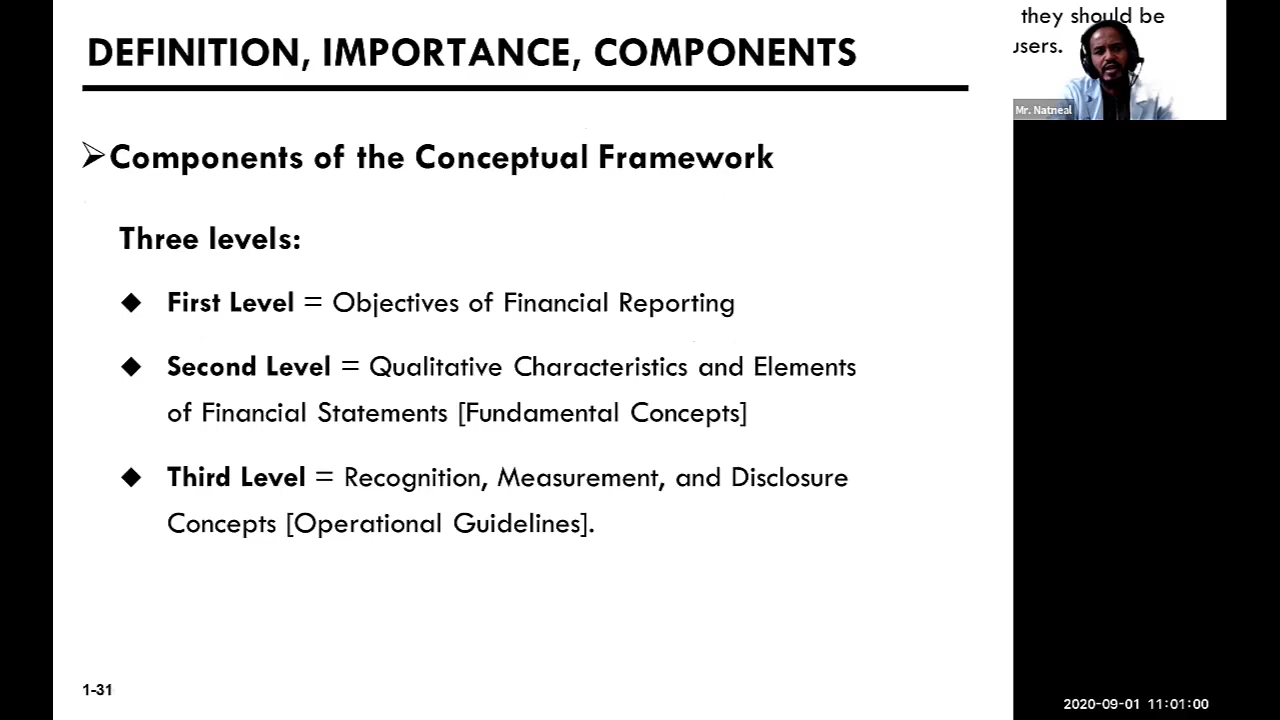 DEFINITION, IMPORTANCE, COMPONENTS
they should be
users.
Mr. Natneal
➢Components of the Conceptual Framework
Three levels:
◆ First Level = Objectives of Financial Reporting
◆ Second Level = Qualitative Characteristics and Elements
of Financial Statements [Fundamental Concepts]
◆ Third Level = Recognition, Measurement, and Disclosure
Concepts [Operational Guidelines].
1-31
2020-09-01 11:01:00